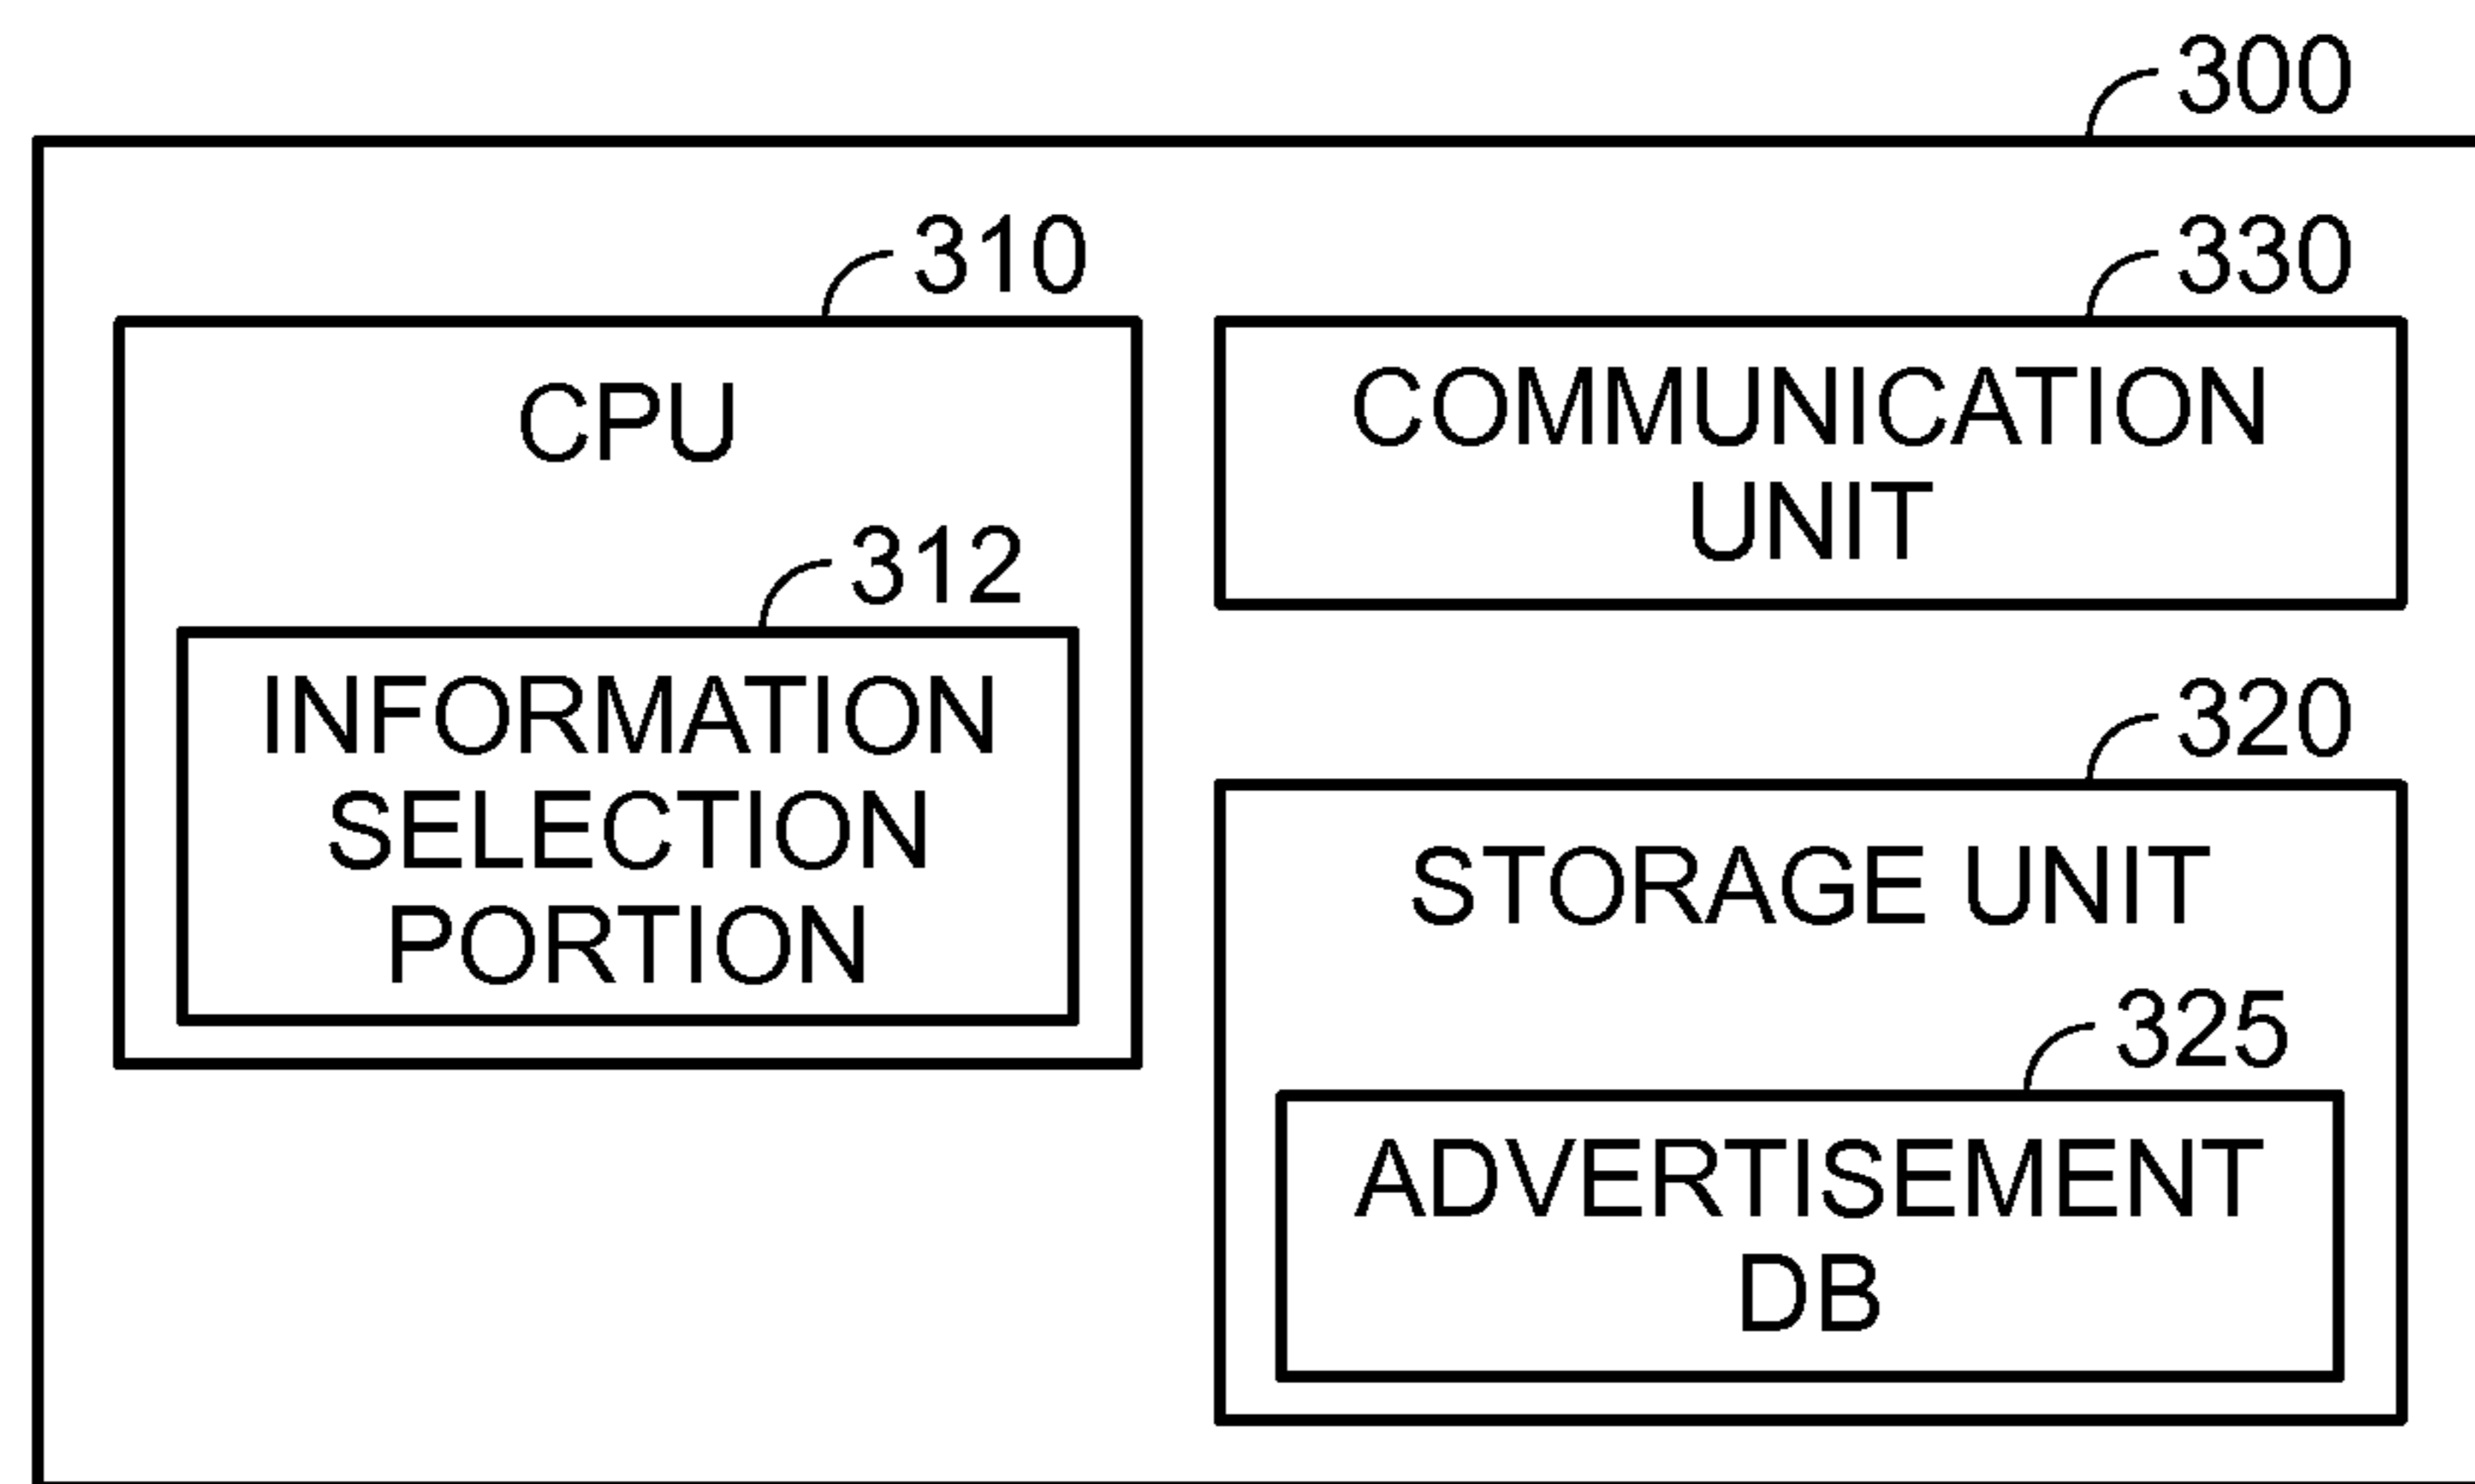 300
310
CPU
312
INFORMATION
SELECTION
PORTION
330
COMMUNICATION
UNIT
320
STORAGE UNIT
325
ADVERTISEMENT
DB